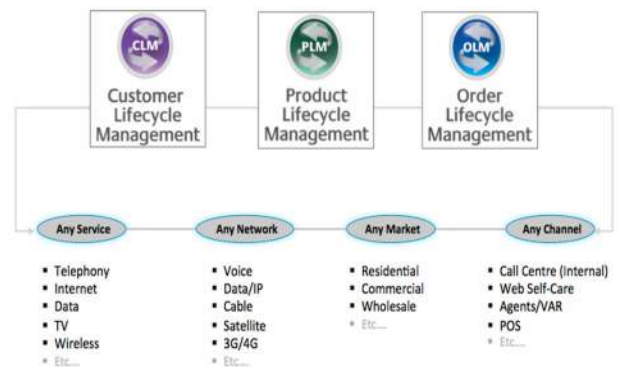 CLM
PLM
OLM
Customer
Lifecycle
Management
Product
Lifecycle
Management
Order
Lifecycle
Management
Any Service
Any Network
Any Market
Any Channel
▪ Telephony
▪ Internet
▪ Data
▪ TV
▪ Wireless
▪ Etc....
▪ Voice
▪ Data/IP
▪ Cable
▪ Satellite
▪ 3G/4G
▪ Etc....
▪ Residential
▪ Commercial
▪ Wholesale
▪ Etc....
▪ Call Centre (Internal)
▪ Web Self-Care
▪ Agents/VAR
▪ POS
▪ Etc....